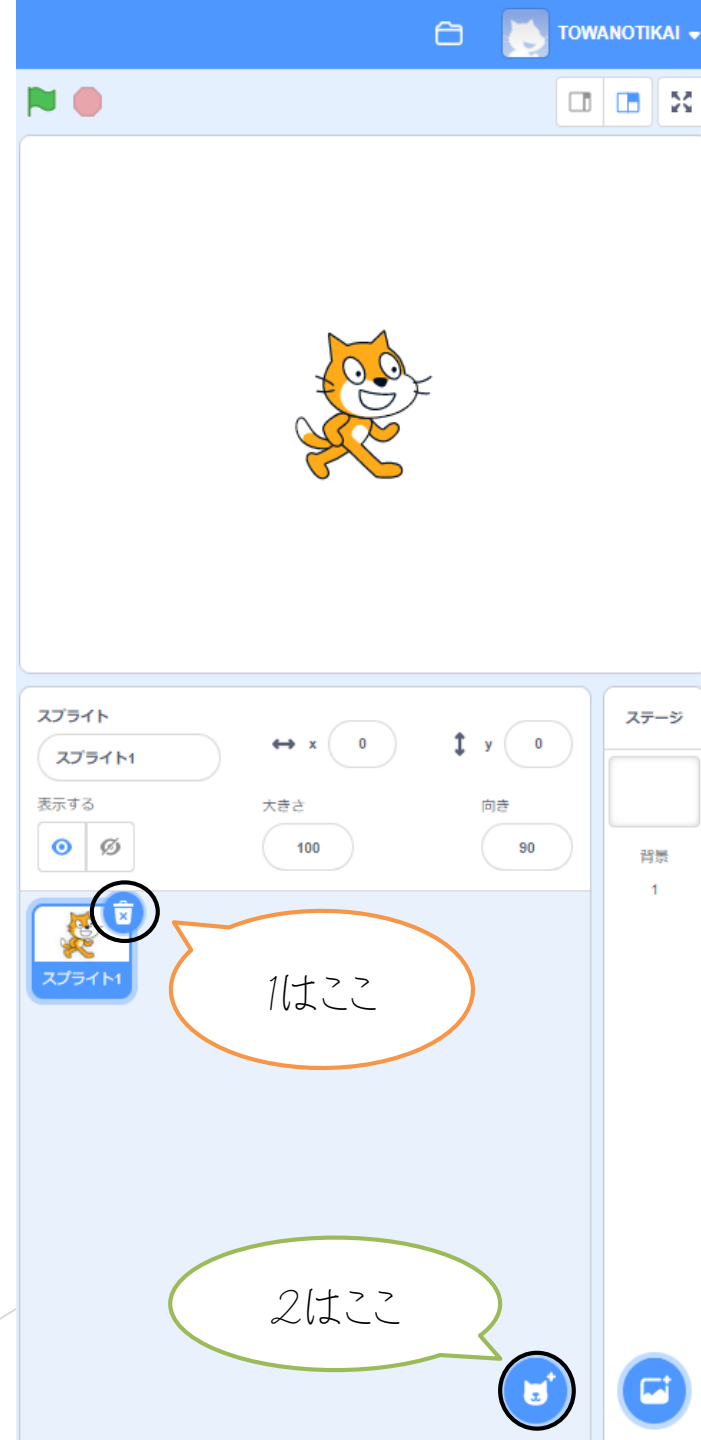 TOWANOTIKAI
スプライト
スプライト1
x 0
y 0
ステージ
表示する
大きさ
100
向き
90
背景
1
スプライト1
1はここ
2はここ